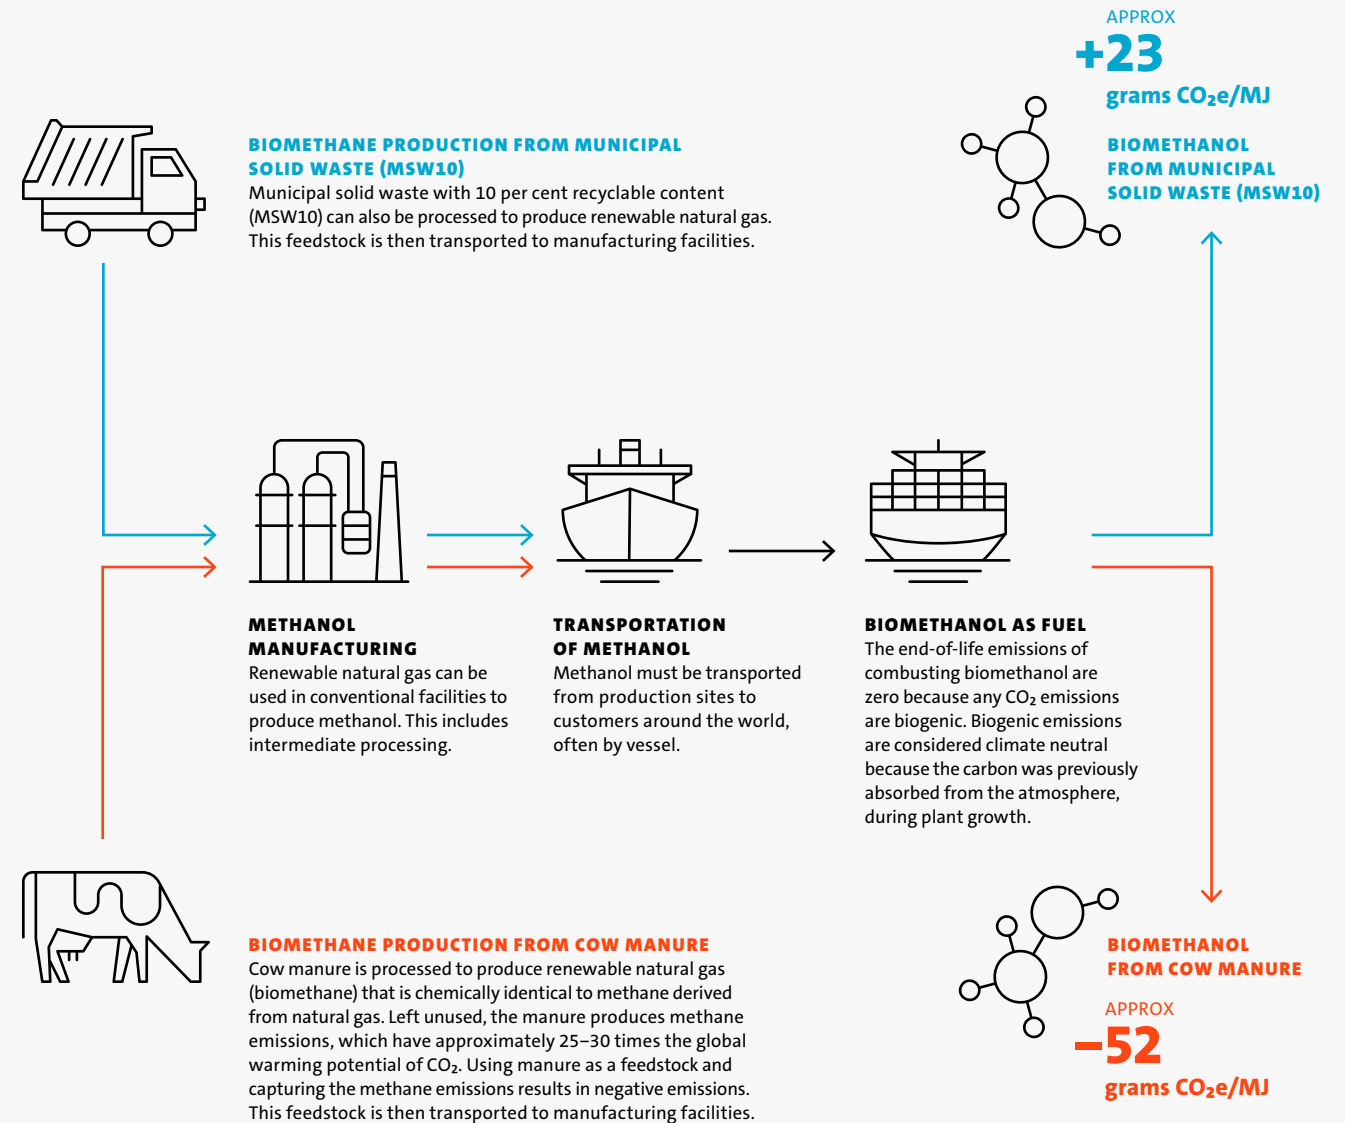 APPROX
+23
grams CO₂e/MJ
BIOMETHANE PRODUCTION FROM MUNICIPAL
SOLID WASTE (MSW10)
Municipal solid waste with 10 per cent recyclable content
(MSW10) can also be processed to produce renewable natural gas.
This feedstock is then transported to manufacturing facilities.
BIOMETHANOL
FROM MUNICIPAL
SOLID WASTE (MSW10)
METHANOL
MANUFACTURING
Renewable natural gas can be
used in conventional facilities to
produce methanol. This includes
intermediate processing.
TRANSPORTATION
OF METHANOL
Methanol must be transported
from production sites to
customers around the world,
often by vessel.
BIOMETHANOL AS FUEL
The end-of-life emissions of
combusting biomethanol are
zero because any CO₂ emissions
are biogenic. Biogenic emissions
are considered climate neutral
because the carbon was previously
absorbed from the atmosphere,
during plant growth.
BIOMETHANE PRODUCTION FROM COW MANURE
Cow manure is processed to produce renewable natural gas
(biomethane) that is chemically identical to methane derived
from natural gas. Left unused, the manure produces methane
emissions, which have approximately 25–30 times the global
warming potential of CO₂. Using manure as a feedstock and
capturing the methane emissions results in negative emissions.
This feedstock is then transported to manufacturing facilities.
BIOMETHANOL
FROM COW MANURE
APPROX
–52
grams CO₂e/MJ